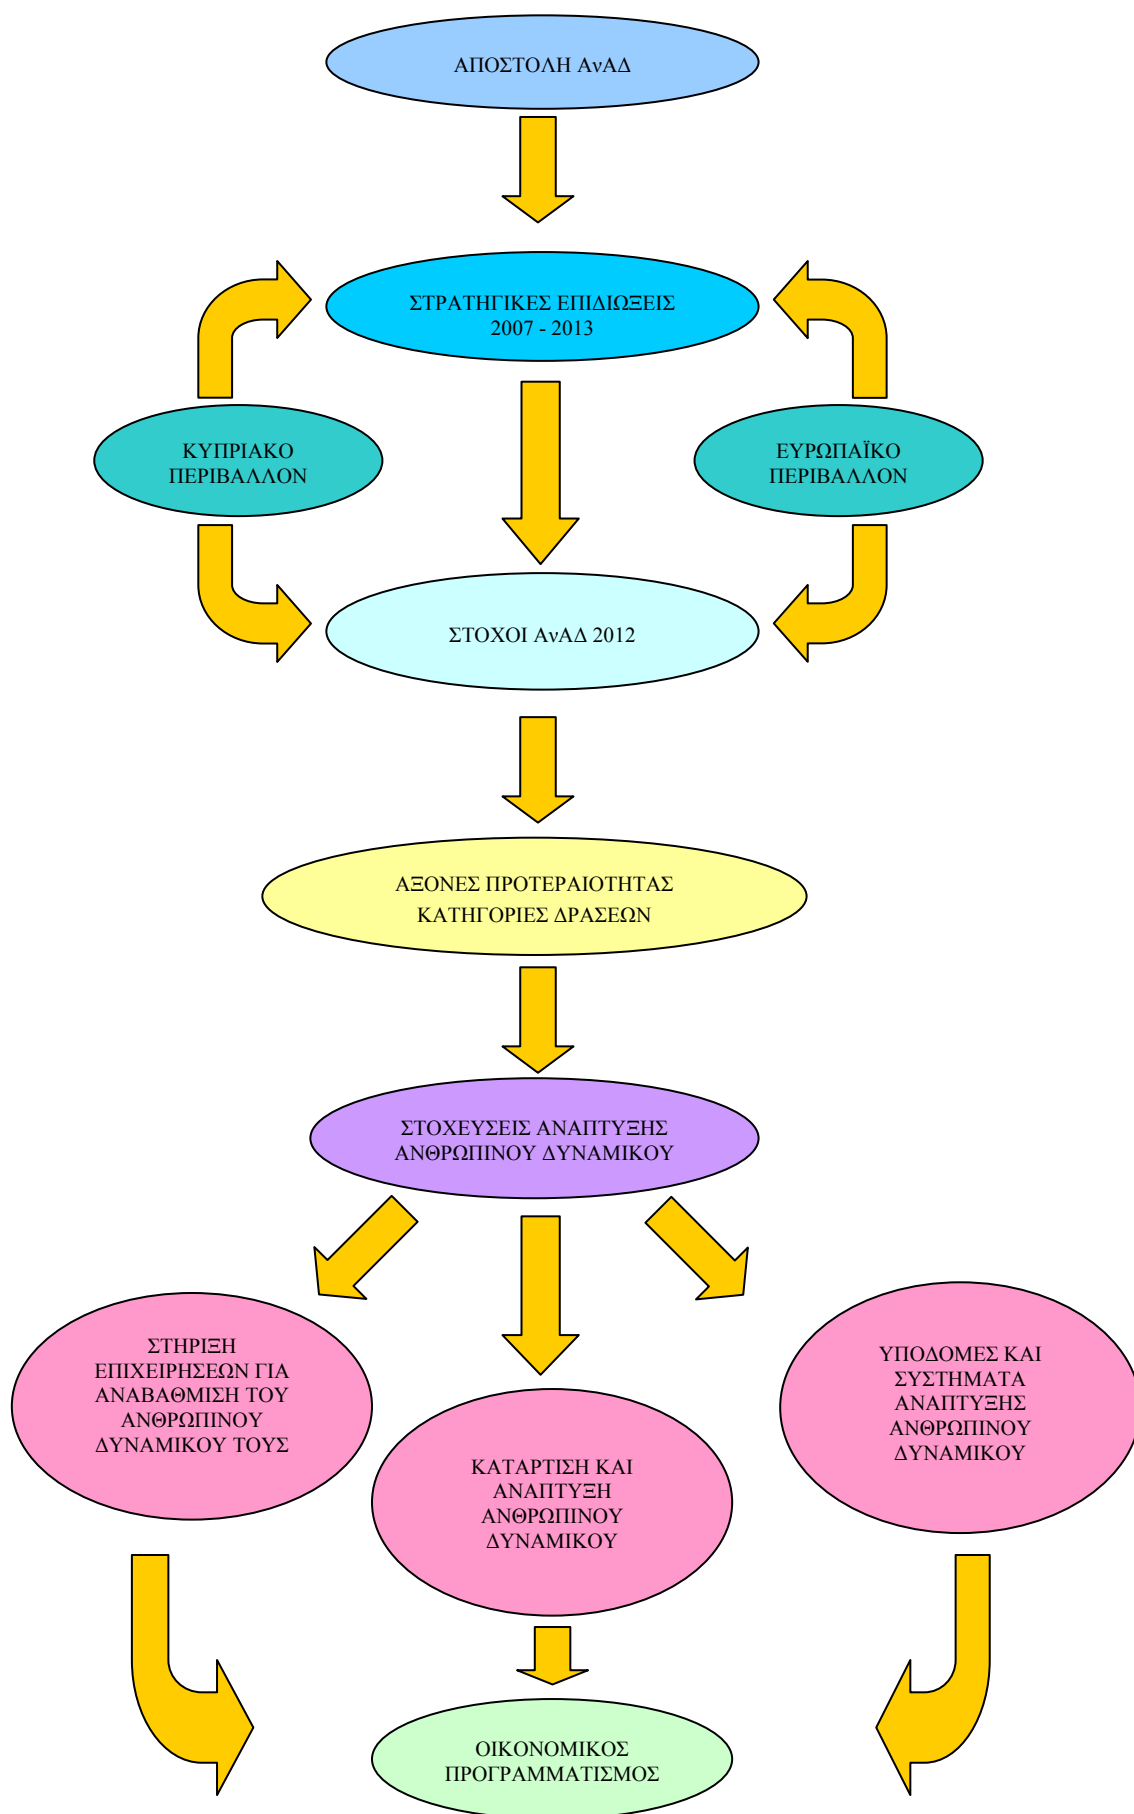 ΑΠΟΣΤΟΛΗ ΑνΑΔ
ΣΤΡΑΤΗΓΙΚΕΣ ΕΠΙΔΙΩΞΕΙΣ
2007 - 2013
ΚΥΠΡΙΑΚΟ
ΠΕΡΙΒΑΛΛΟΝ
ΕΥΡΩΠΑΪΚΟ
ΠΕΡΙΒΑΛΛΟΝ
ΣΤΟΧΟΙ ΑνΑΔ 2012
ΑΞΟΝΕΣ ΠΡΟΤΕΡΑΙΟΤΗΤΑΣ
ΚΑΤΗΓΟΡΙΕΣ ΔΡΑΣΕΩΝ
ΣΤΟΧΕΥΣΕΙΣ ΑΝΑΠΤΥΞΗΣ
ΑΝΘΡΩΠΙΝΟΥ ΔΥΝΑΜΙΚΟΥ
ΣΤΗΡΙΞΗ
ΕΠΙΧΕΙΡΗΣΕΩΝ ΓΙΑ
ΑΝΑΒΑΘΜΙΣΗ ΤΟΥ
ΑΝΘΡΩΠΙΝΟΥ
ΔΥΝΑΜΙΚΟΥ ΤΟΥΣ
ΚΑΤΑΡΤΙΣΗ ΚΑΙ
ΑΝΑΠΤΥΞΗ
ΑΝΘΡΩΠΙΝΟΥ
ΔΥΝΑΜΙΚΟΥ
ΥΠΟΔΟΜΕΣ ΚΑΙ
ΣΥΣΤΗΜΑΤΑ
ΑΝΑΠΤΥΞΗΣ
ΑΝΘΡΩΠΙΝΟΥ
ΔΥΝΑΜΙΚΟΥ
ΟΙΚΟΝΟΜΙΚΟΣ
ΠΡΟΓΡΑΜΜΑΤΙΣΜΟΣ